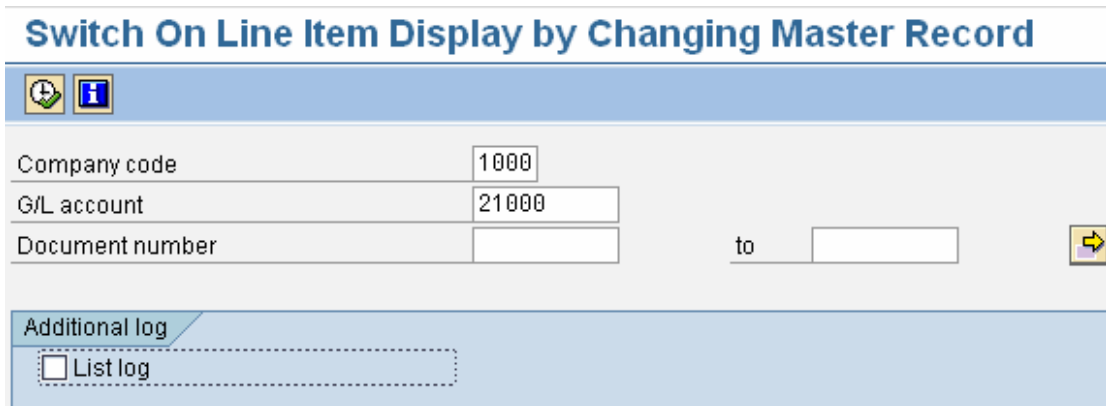 Switch On Line Item Display by Changing Master Record
Company code 1000
G/L account 21000
Document number to
Additional log
List log